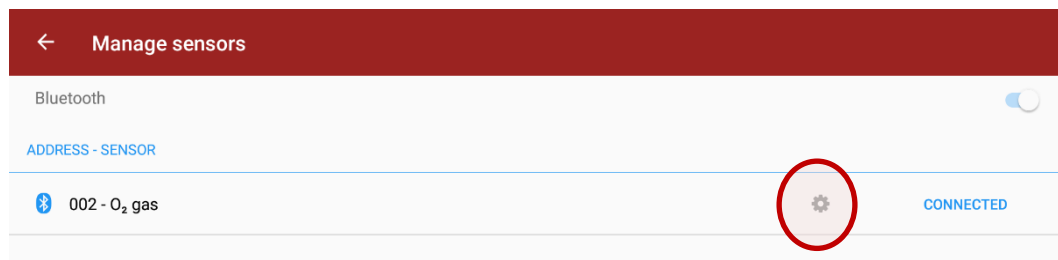 Manage sensors
Bluetooth
ADDRESS - SENSOR
002 - O₂ gas CONNECTED